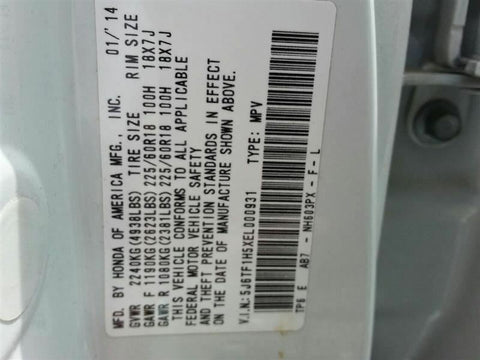 MFD. BY HONDA OF AMERICA MFG., INC. 01/'14
GVWR 2240KG(4938LBS) TIRE SIZE RIM SIZE
GAWR F 1190KG(2623LBS) 225/60R18 100H 18X7J
GAWR R 1080KG(2381LBS) 225/60R18 100H 18X7J
THIS VEHICLE CONFORMS TO ALL APPLICABLE
FEDERAL MOTOR VEHICLE SAFETY
AND THEFT PREVENTION STANDARDS IN EFFECT
ON THE DATE OF MANUFACTURE SHOWN ABOVE.
V.I.N.: 5J6TF1H5XEL000931 TYPE: MPV
TP6 E AB7 - NH603PX - F - L